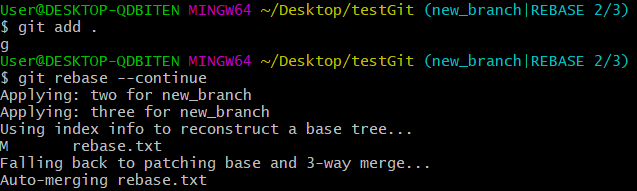 User@DESKTOP-QDBITEN MINGW64 ~/Desktop/testGit (new_branch|REBASE 2/3)
$ git add .
g
User@DESKTOP-QDBITEN MINGW64 ~/Desktop/testGit (new_branch|REBASE 2/3)
$ git rebase --continue
Applying: two for new_branch
Applying: three for new_branch
Using index info to reconstruct a base tree...
M       rebase.txt
Falling back to patching base and 3-way merge...
Auto-merging rebase.txt